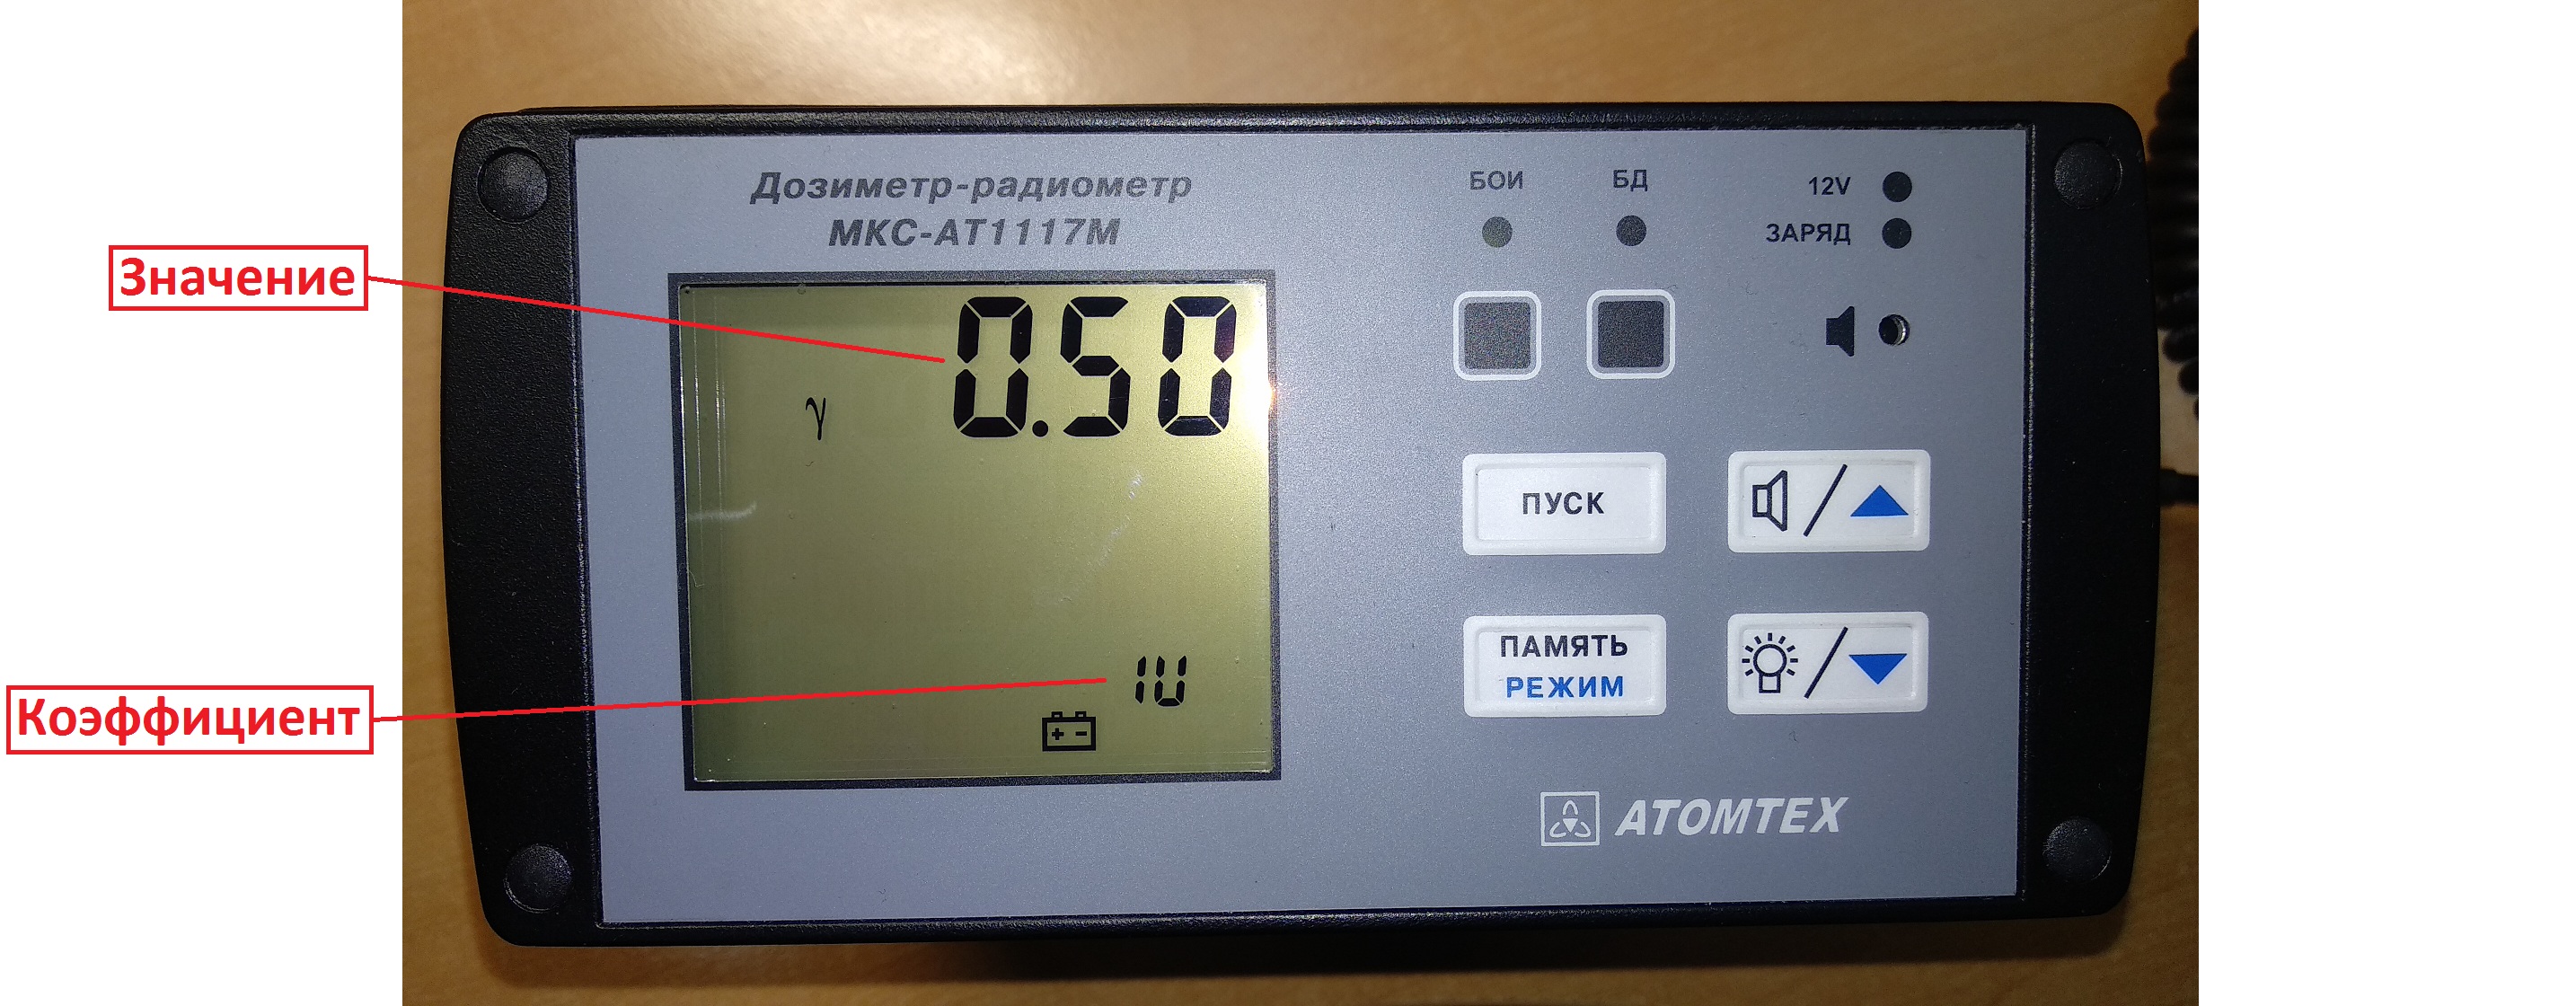 Дозиметр-радиометр
МКС-АТ1117М
БОИ
БД
12V
ЗАРЯД
Значение
0.50
γ
ПУСК
ПАМЯТЬ
РЕЖИМ
Коэффициент
1U
+ -
ATOMTEX